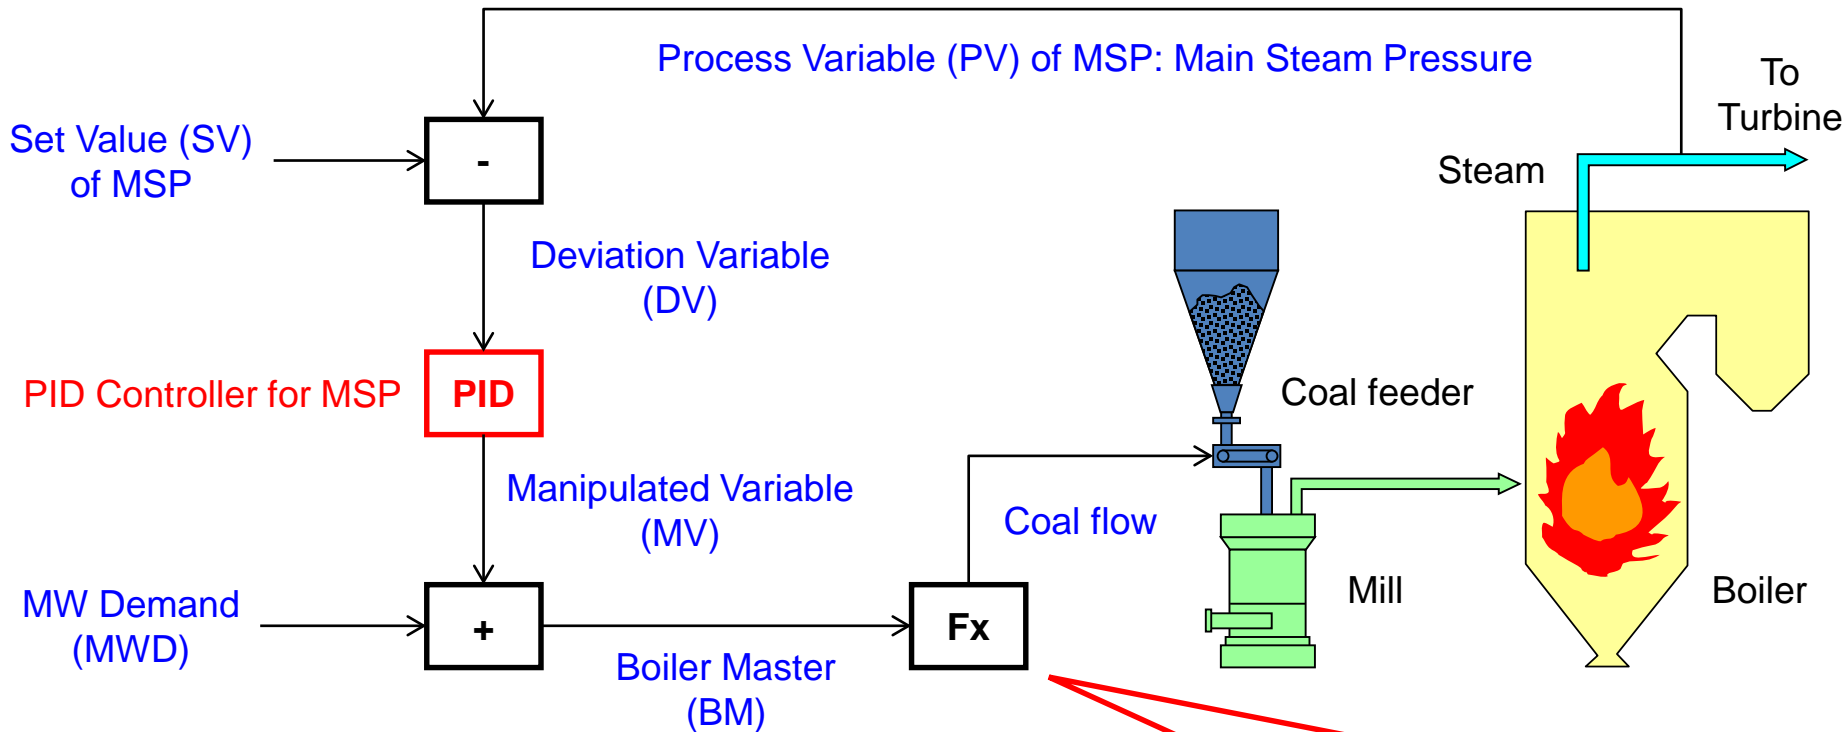 Process Variable (PV) of MSP: Main Steam Pressure
To
Turbine
Set Value (SV)
of MSP
-
Steam
Deviation Variable
(DV)
PID Controller for MSP
PID
Coal feeder
Manipulated Variable
(MV)
Coal flow
MW Demand
(MWD)
+
Fx
Mill
Boiler
Boiler Master
(BM)